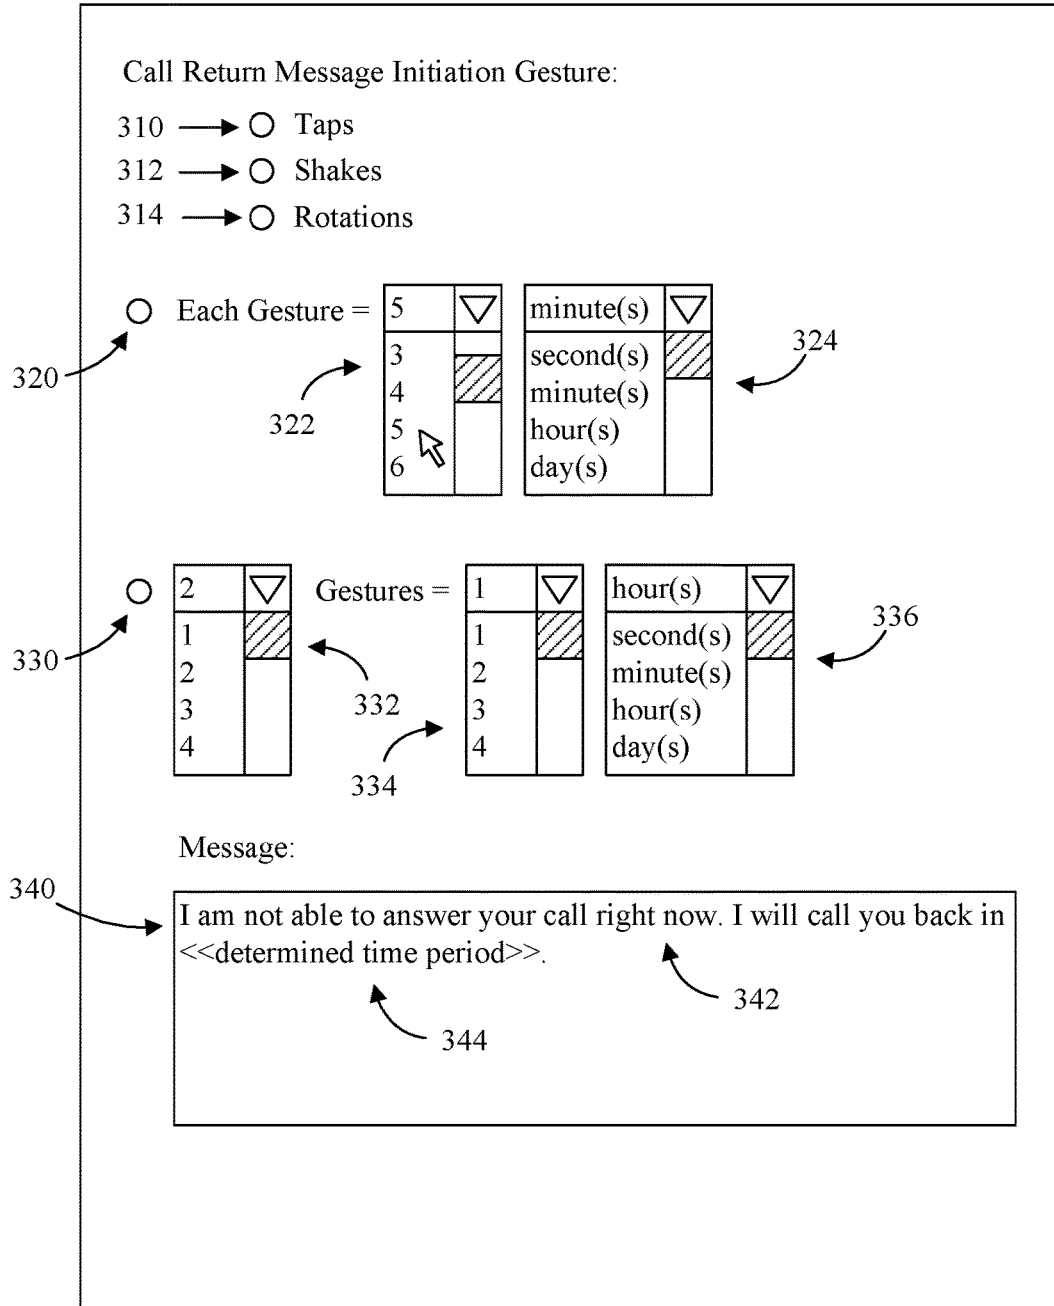 Call Return Message Initiation Gesture:
310 Taps
312 Shakes
314 Rotations
Each Gesture = 5 minute(s)
3 second(s)
324
4 minute(s)
320
322
5 hour(s)
6 day(s)
2 Gestures = 1 hour(s)
1 1 second(s)
336
330
2 2 minute(s)
332
3 3 hour(s)
4 4 day(s)
334
Message:
340
I am not able to answer your call right now. I will call you back in
<<determined time period>>.
342
344